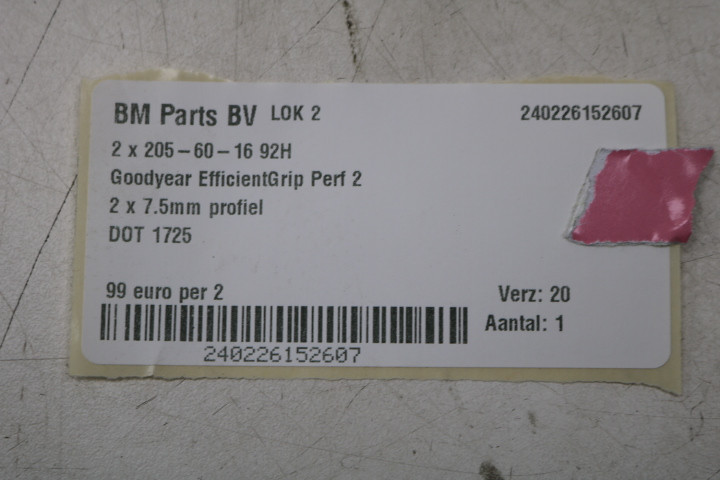 BM Parts BV LOK 2 240226152607
2 x 205-60-16 92H
Goodyear EfficientGrip Perf 2
2 x 7.5mm profiel
DOT 1725
99 euro per 2 Verz: 20
Aantal: 1
240226152607